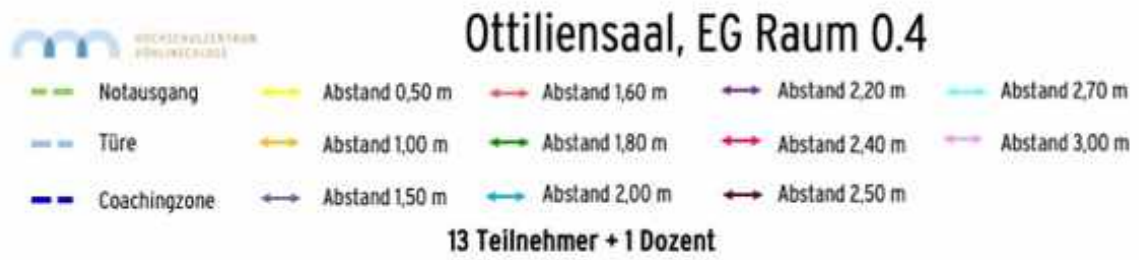 Ottiliensaal, EG Raum 0.4
HOCHSCHULZENTRUM
VÖHLINSCHLOSS
Notausgang Abstand 0,50 m Abstand 1,60 m Abstand 2,20 m Abstand 2,70 m
Türe Abstand 1,00 m Abstand 1,80 m Abstand 2,40 m Abstand 3,00 m
Coachingzone Abstand 1,50 m Abstand 2,00 m Abstand 2,50 m
13 Teilnehmer + 1 Dozent